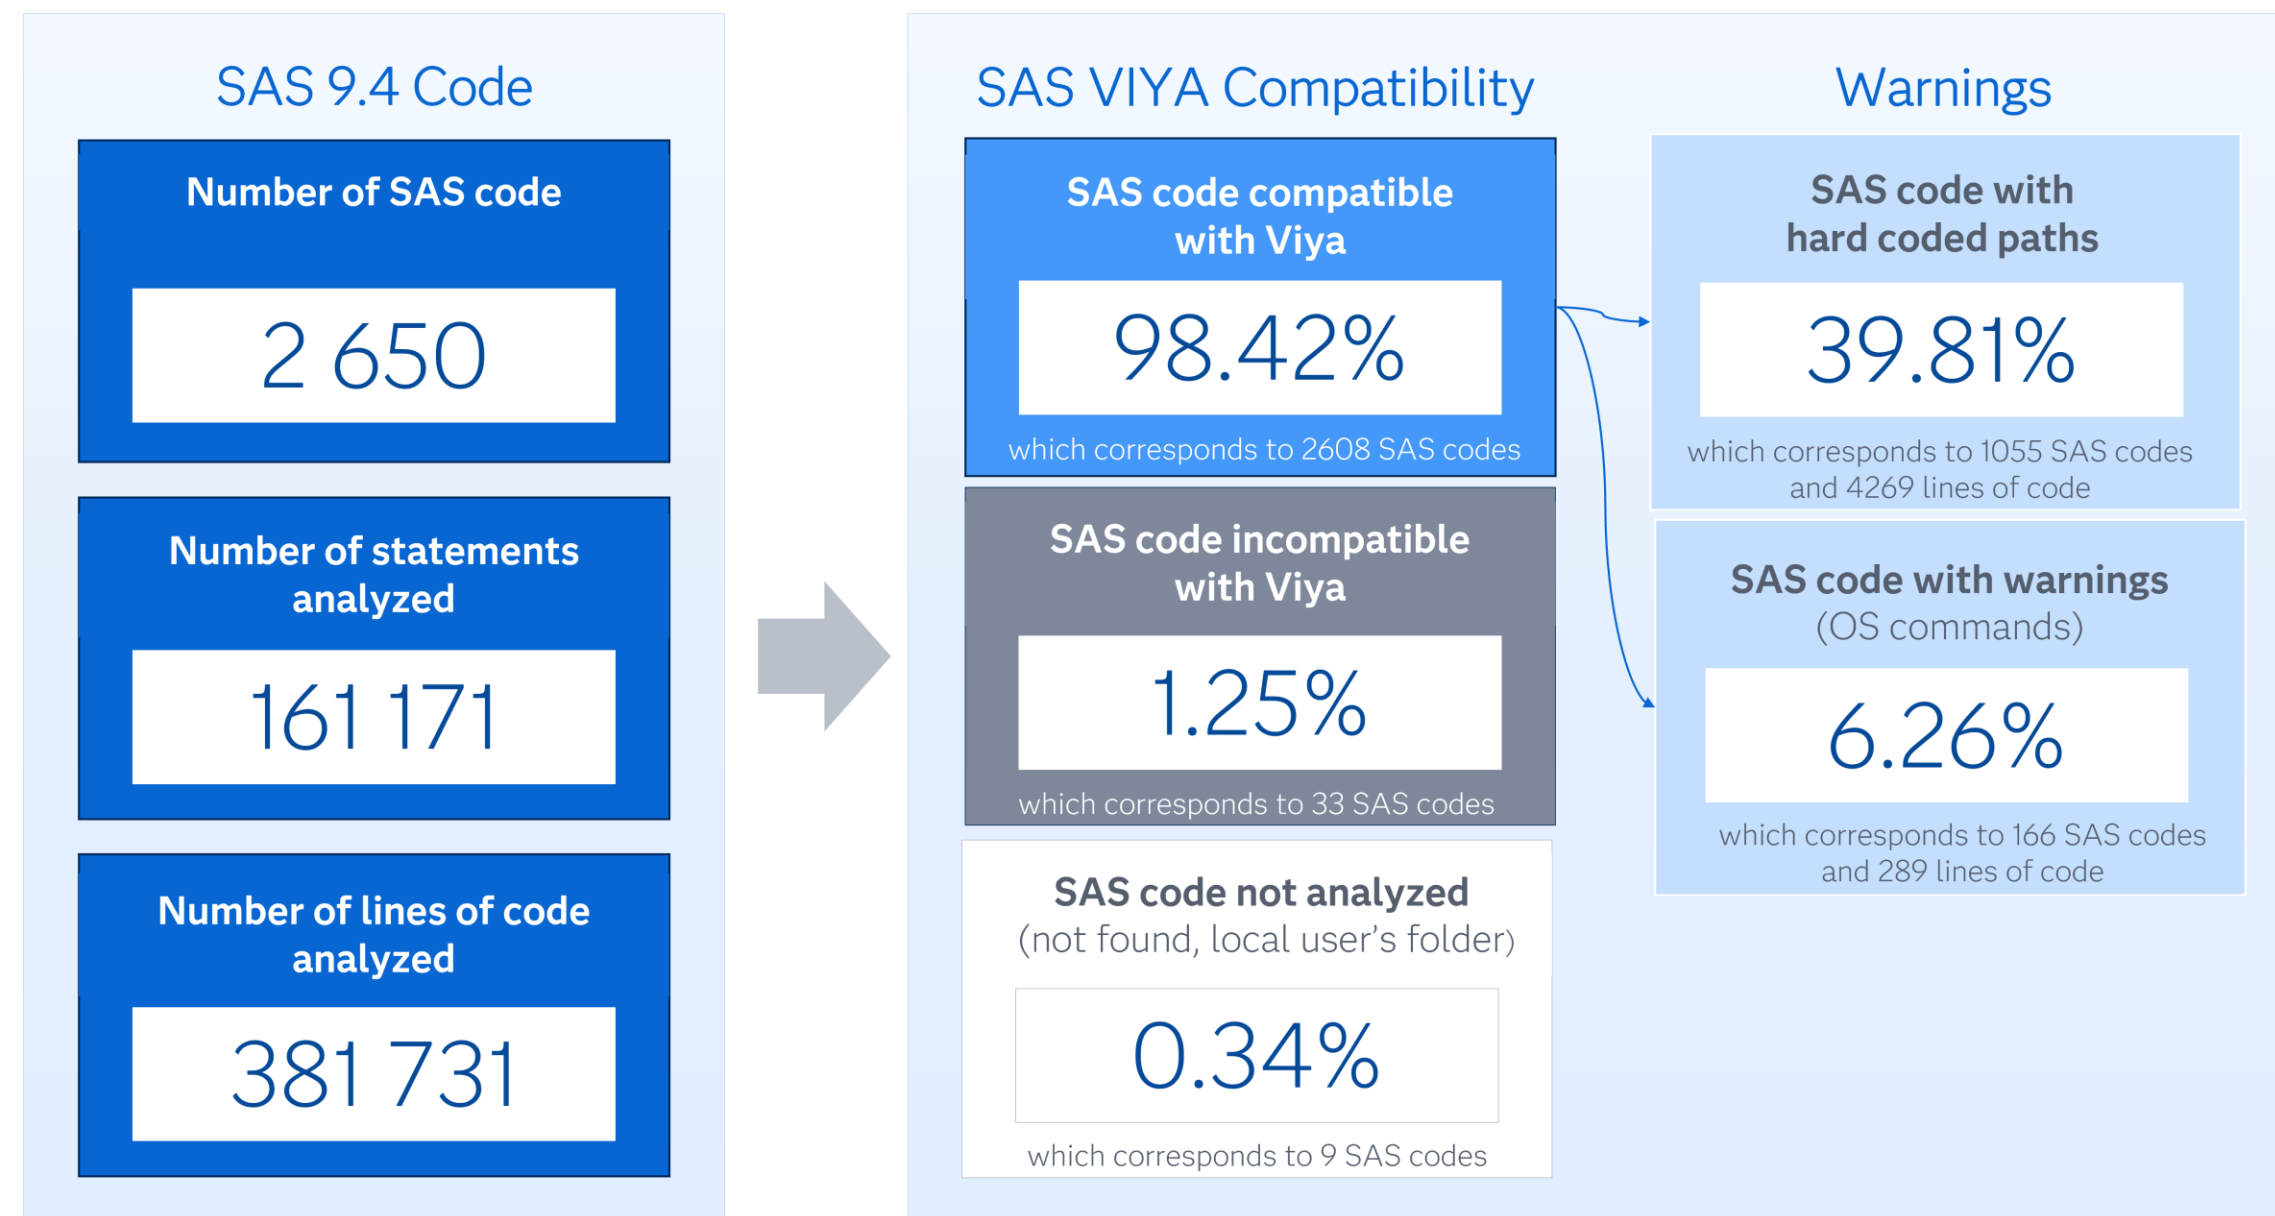 SAS 9.4 Code
Number of SAS code
2 650
Number of statements
analyzed
161 171
Number of lines of code
analyzed
381 731
SAS VIYA Compatibility
SAS code compatible
with Viya
98.42%
which corresponds to 2608 SAS codes
SAS code incompatible
with Viya
1.25%
which corresponds to 33 SAS codes
SAS code not analyzed
(not found, local user’s folder)
0.34%
which corresponds to 9 SAS codes
Warnings
SAS code with
hard coded paths
39.81%
which corresponds to 1055 SAS codes
and 4269 lines of code
SAS code with warnings
(OS commands)
6.26%
which corresponds to 166 SAS codes
and 289 lines of code